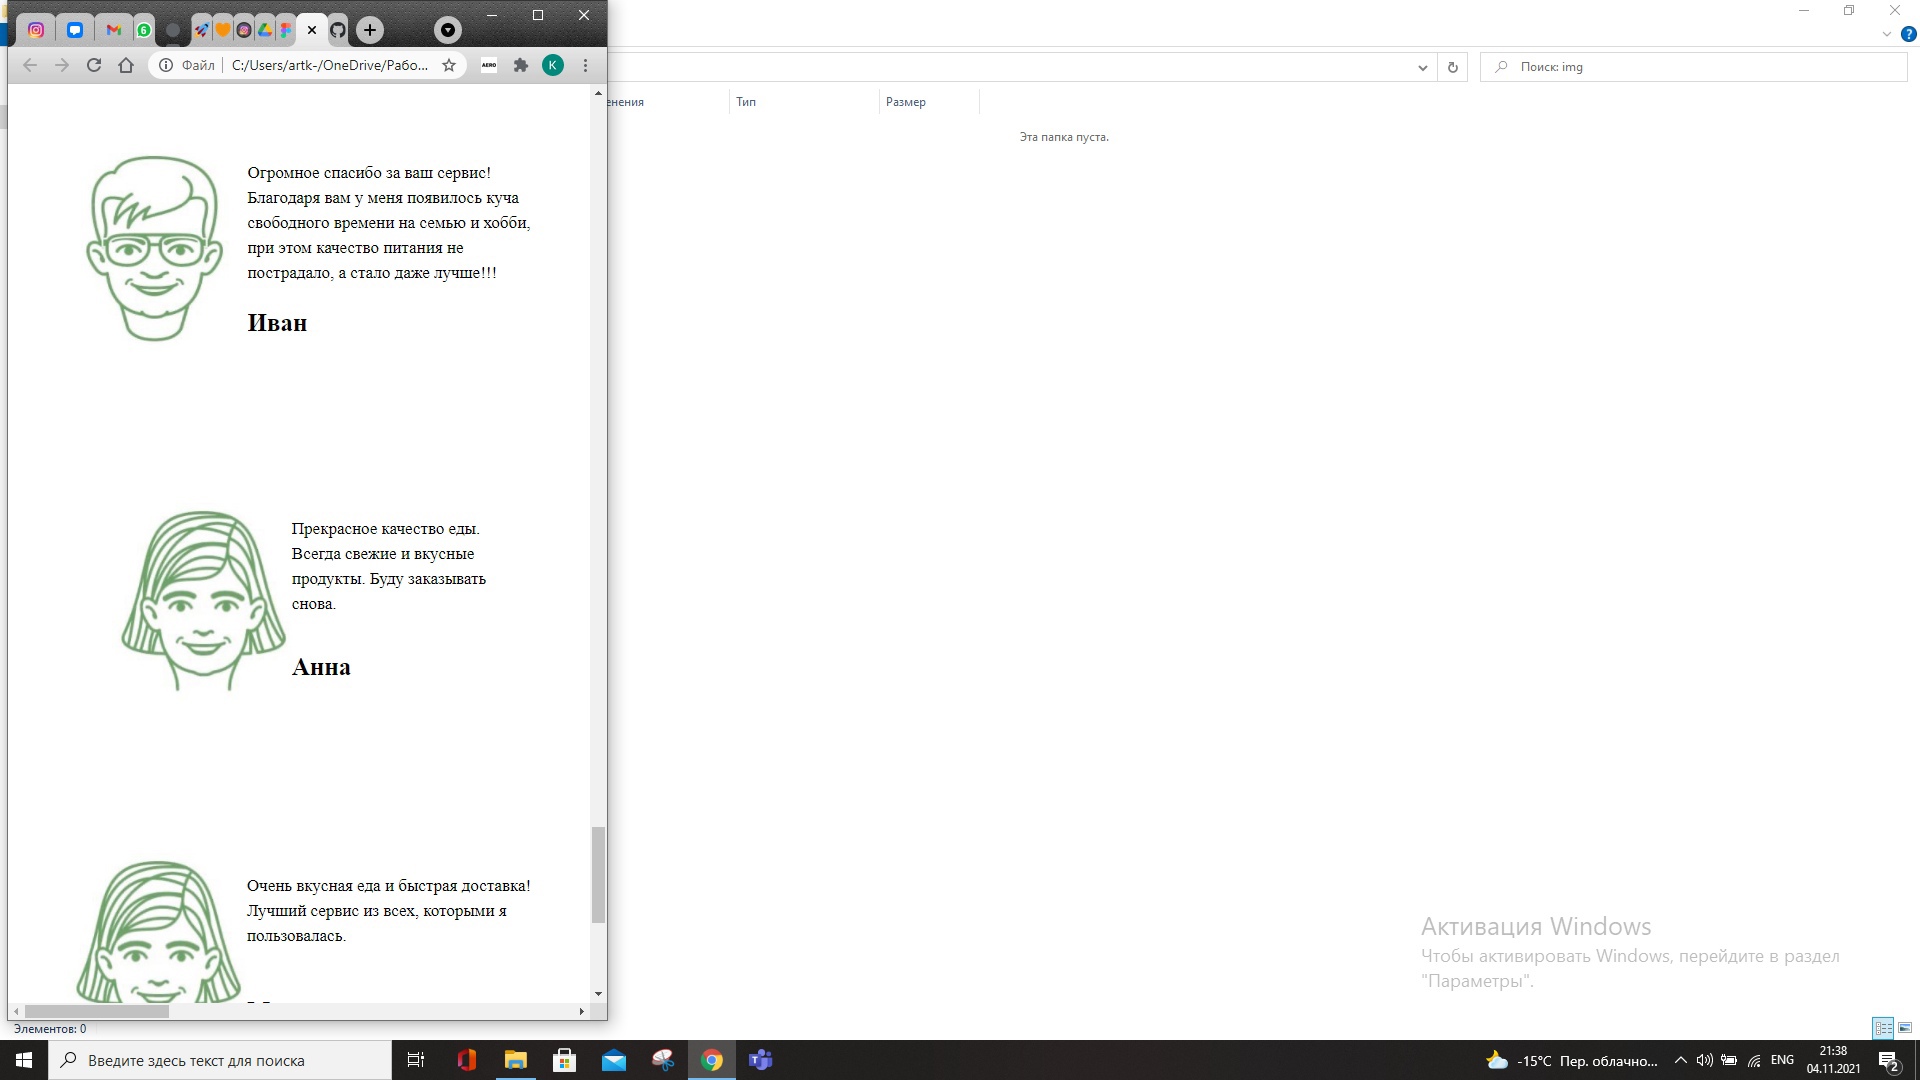 6
Файл
C:/Users/artk-/OneDrive/Рабо...
AERO
K
?
Поиск: img
енения
Тип
Размер
Эта папка пуста.
Огромное спасибо за ваш сервис!
Благодаря вам у меня появилось куча
свободного времени на семью и хобби,
при этом качество питания не
пострадало, а стало даже лучше!!!
Иван
Прекрасное качество еды.
Всегда свежие и вкусные
продукты. Буду заказывать
снова.
Анна
Очень вкусная еда и быстрая доставка!
Лучший сервис из всех, которыми я
пользовалась.
Активация Windows
Чтобы активировать Windows, перейдите в раздел
"Параметры".
Элементов: 0
Введите здесь текст для поиска
-15°C Пер. облачно...
ENG
21:38
04.11.2021
2